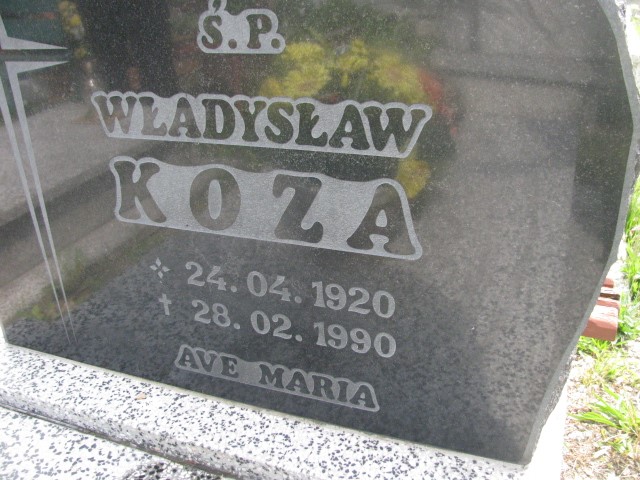 Ś.P.
WŁADYSŁAW
KOZA
24.04.1920
† 28.02.1990
AVE MARIA